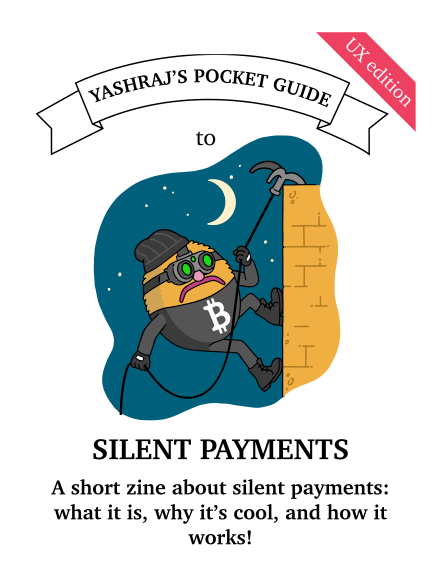 UX edition
YASHRAJ’S POCKET GUIDE
to
₿
SILENT PAYMENTS
A short zine about silent payments:
what it is, why it’s cool, and how it
works!